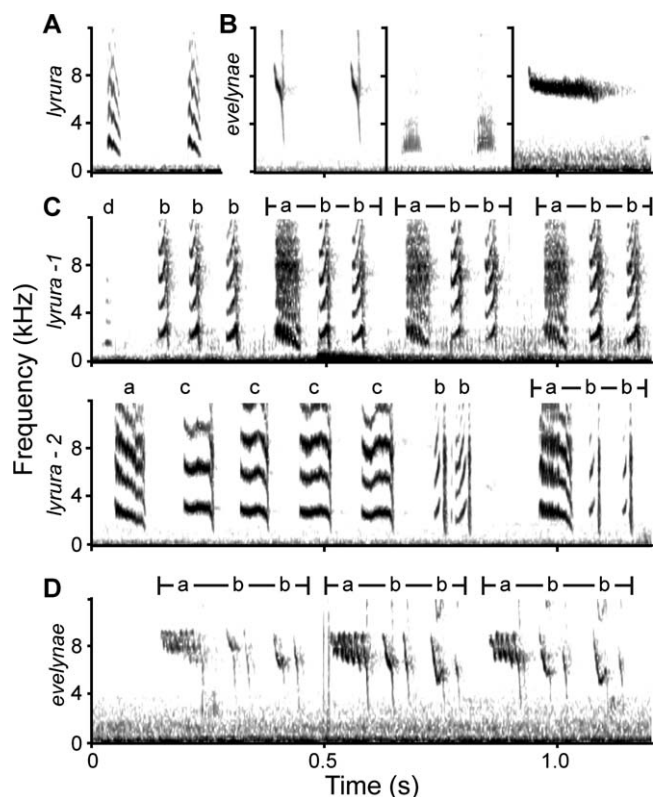 A
lyrura
8
4
0
B
evelynae
C
d b b b a b b a b b a b b
lyrura -1
8
4
0
Frequency (kHz)
a c c c c b b a b b
lyrura - 2
8
4
0
D
a b b a b b a b b
evelynae
8
4
0
0 0.5 1.0
Time (s)